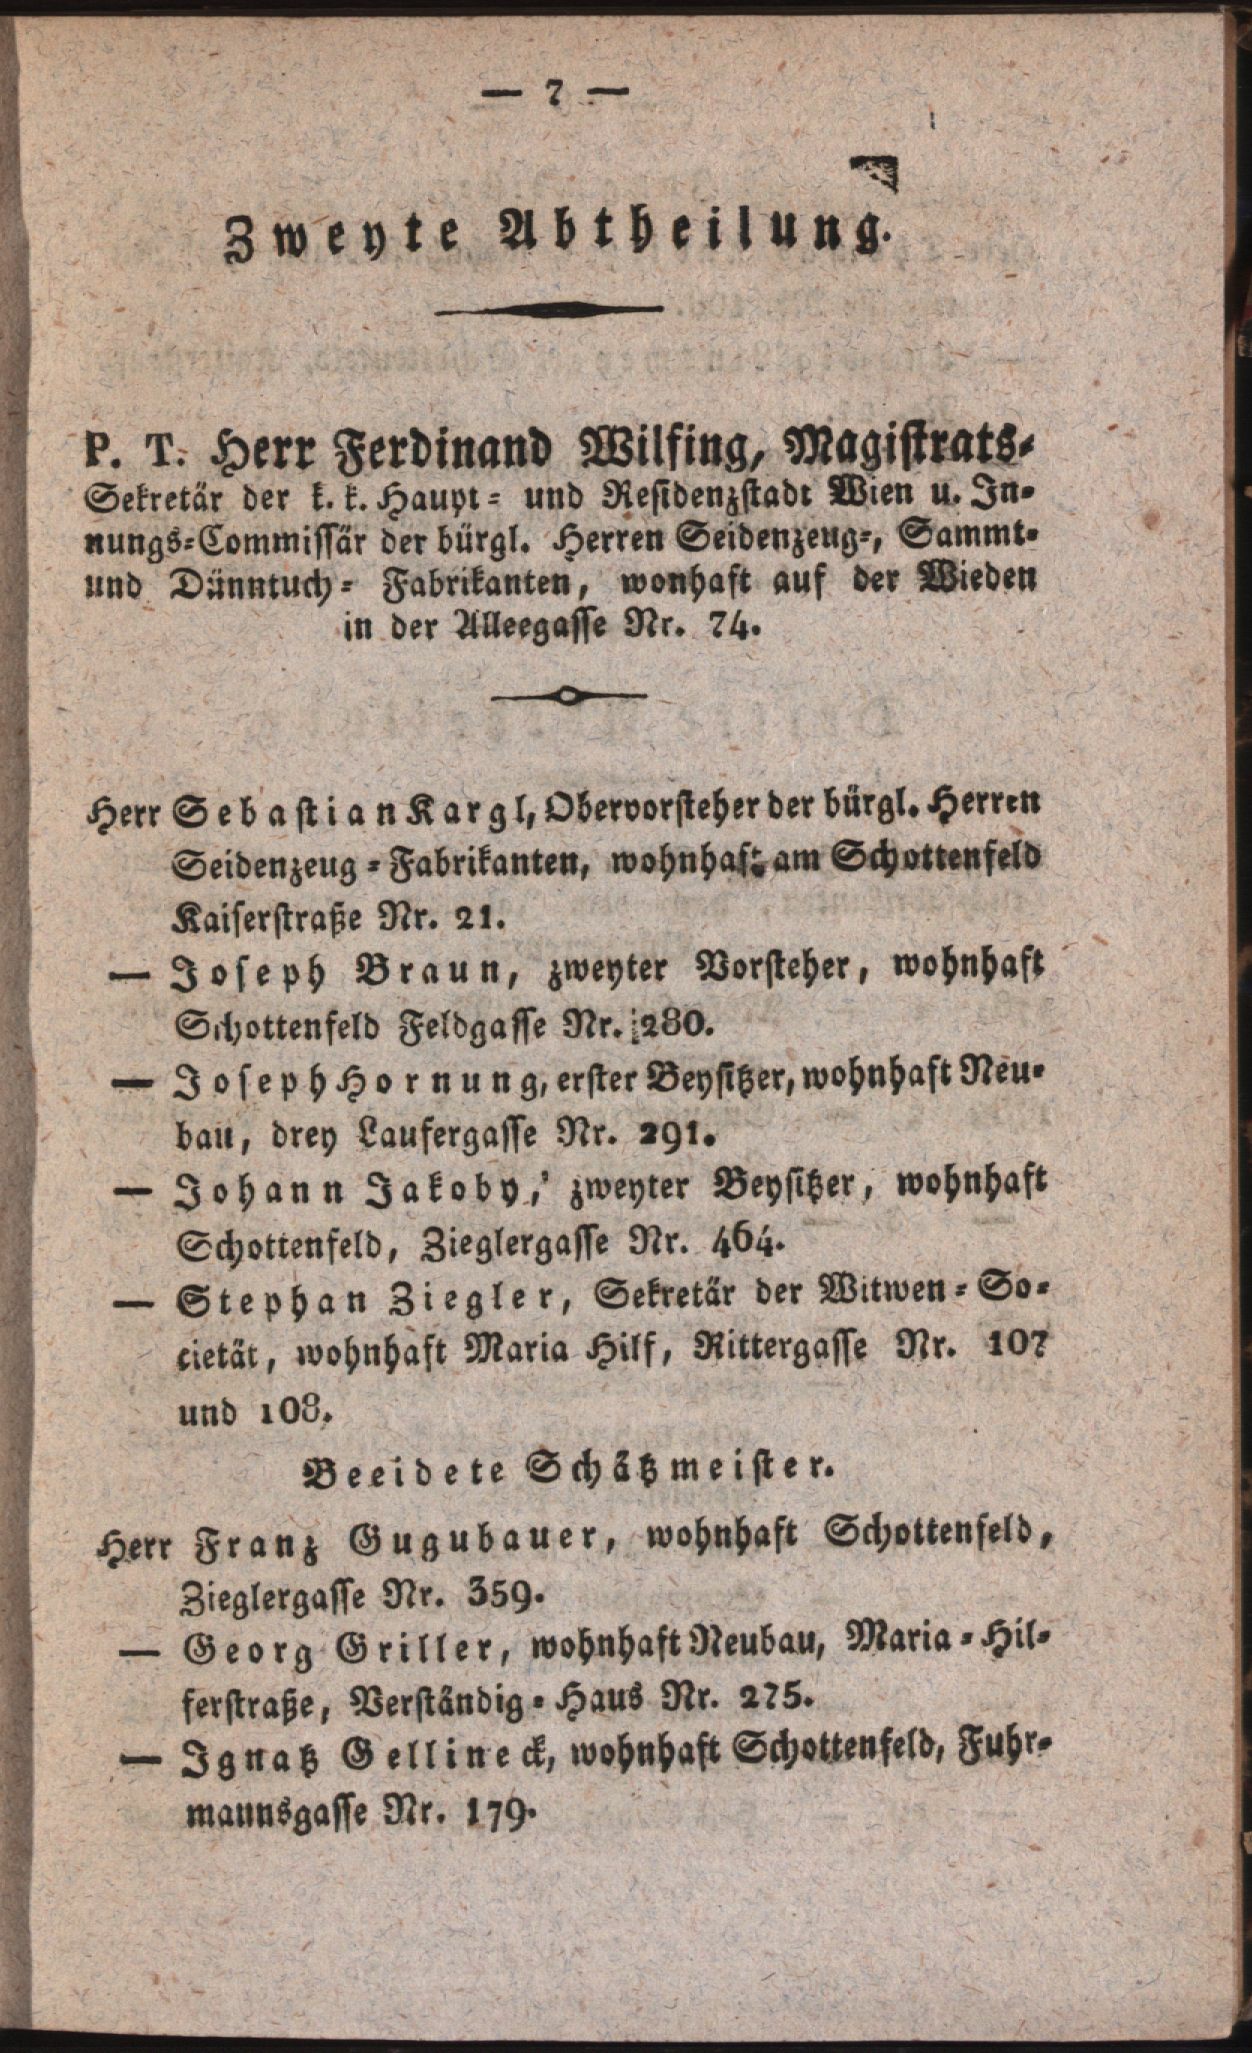 — 7 —
Zweyte Abtheilung.
P. T. Herr Ferdinand Wilfing, Magistrats-
Sekretär der k. k. Haupt- und Residenzstadt Wien u. In-
nungs-Commissär der bürgl. Herren Seidenzeug-, Sammt-
und Dünntuch-Fabrikanten, wonhaft auf der Wieden
in der Alleegasse Nr. 74.
Herr Sebastian Kargl, Obervorsteher der bürgl. Herren
Seidenzeug-Fabrikanten, wohnhaft am Schottenfeld
Kaiserstraße Nr. 21.
— Joseph Braun, zweyter Vorsteher, wohnhaft
Schottenfeld Feldgasse Nr. 280.
— Joseph Hornung, erster Beysitzer, wohnhaft Neu-
bau, drey Laufergasse Nr. 291.
— Johann Jakoby, zweyter Beysitzer, wohnhaft
Schottenfeld, Zieglergasse Nr. 464.
— Stephan Ziegler, Sekretär der Witwen-So-
cietät, wohnhaft Maria Hilf, Rittergasse Nr. 107
und 108.
Beeidete Schätzmeister.
Herr Franz Gugubauer, wohnhaft Schottenfeld,
Zieglergasse Nr. 359.
— Georg Griller, wohnhaft Neubau, Maria-Hil-
ferstraße, Verständig-Haus Nr. 275.
— Ignatz Gellineck, wohnhaft Schottenfeld, Fuhr-
mannsgasse Nr. 179.